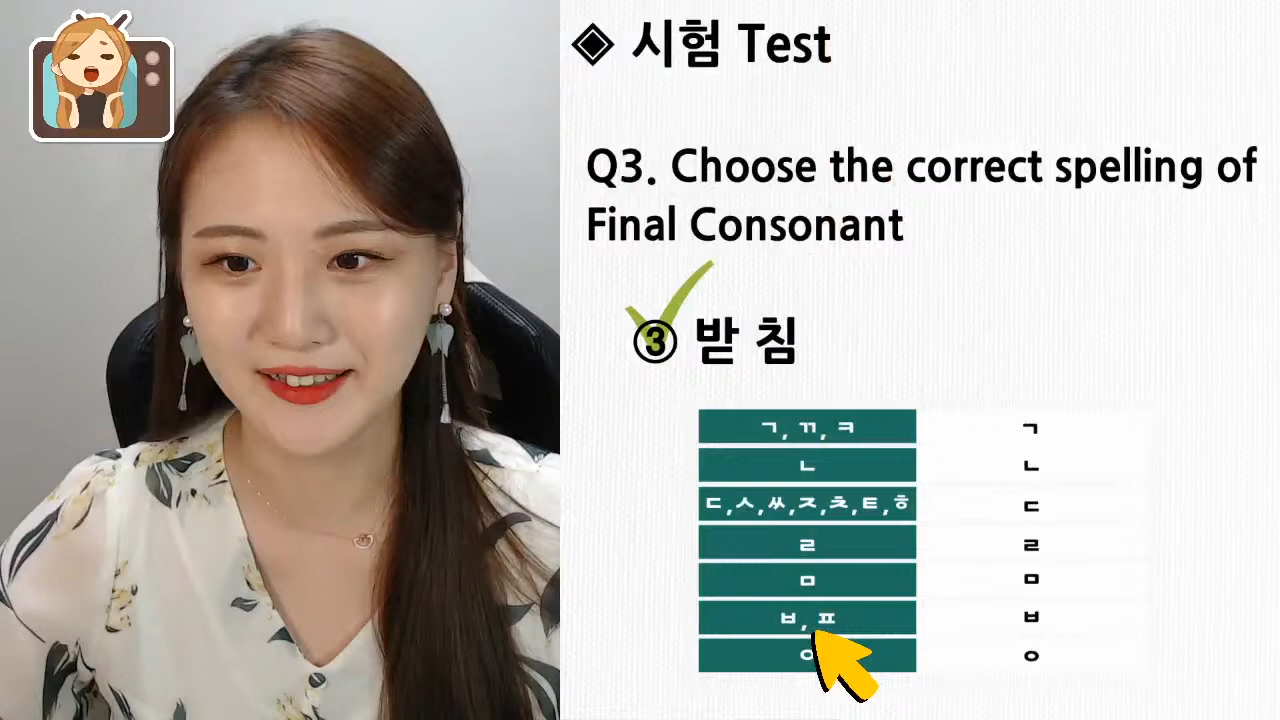 ◈ 시험 Test
Q3. Choose the correct spelling of
Final Consonant
③ 받 침
ㄱ, ㄲ, ㅋ ㄱ
ㄴ ㄴ
ㄷ,ㅅ,ㅆ,ㅈ,ㅊ,ㅌ,ㅎ ㄷ
ㄹ ㄹ
ㅁ ㅁ
ㅂ, ㅍ ㅂ
ㅇ ㅇ